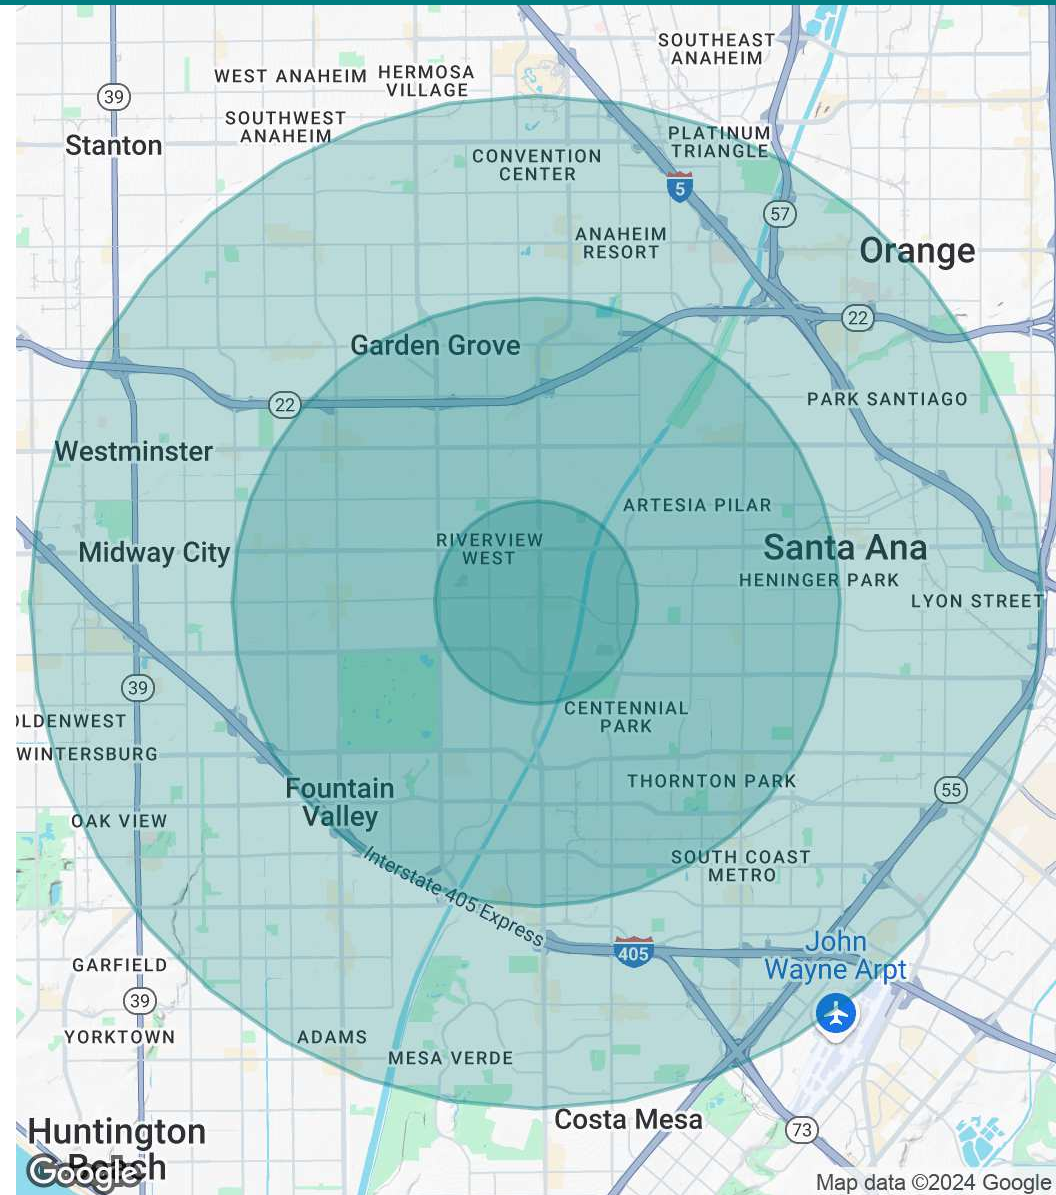 SOUTHEAST
ANAHEIM
WEST ANAHEIM
HERMOSA
VILLAGE
39
SOUTHWEST
ANAHEIM
Stanton
PLATINUM
TRIANGLE
CONVENTION
CENTER
5
57
ANAHEIM
RESORT
Orange
22
Garden Grove
22
PARK SANTIAGO
Westminster
ARTESIA PILAR
RIVERVIEW
WEST
Midway City
Santa Ana
HENINGER PARK
LYON STREET
39
OLDENWEST
WINTERSBURG
CENTENNIAL
PARK
Fountain
Valley
THORNTON PARK
55
OAK VIEW
SOUTH COAST
METRO
Interstate 405 Express
405
John
Wayne Arpt
GARFIELD
39
YORKTOWN
ADAMS
MESA VERDE
Costa Mesa
73
Huntington
Beach
Google
Map data ©2024 Google